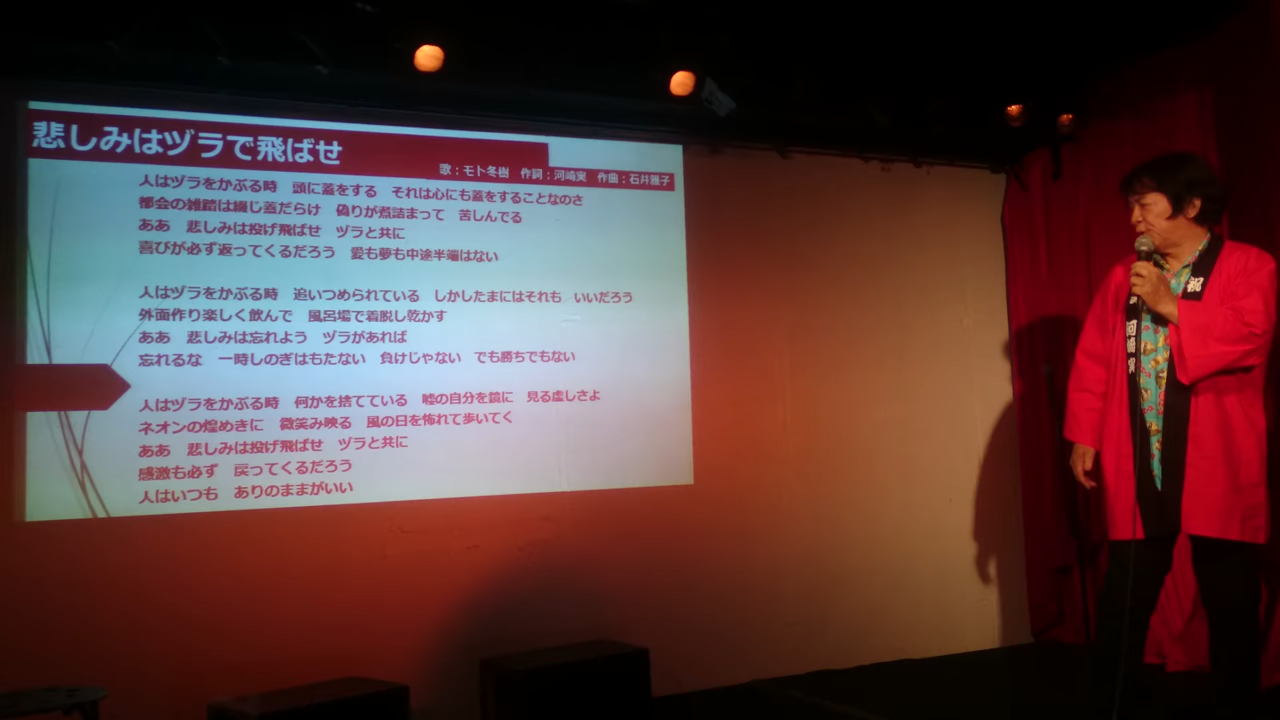 悲しみはヅラで飛ばせ
歌：モト冬樹　作詞：河崎実　作曲：石井雅子
人はヅラをかぶる時　頭に蓋をする　それは心にも蓋をすることなのさ
都会の雑踏は綴じ蓋だらけ　偽りが煮詰まって　苦しんでる
ああ　悲しみは投げ飛ばせ　ヅラと共に
喜びが必ず返ってくるだろう　愛も夢も中途半端はない
人はヅラをかぶる時　追いつめられている　しかしたまにはそれも　いいだろう
外面作り楽しく飲んで　風呂場で着脱し乾かす
ああ　悲しみは忘れよう　ヅラがあれば
忘れるな　一時しのぎはもたない　負けじゃない　でも勝ちでもない
人はヅラをかぶる時　何かを捨てている　嘘の自分を鏡に　見る虚しさよ
ネオンの煌めきに　微笑み映る　風の日を怖れて歩いてく
ああ　悲しみは投げ飛ばせ　ヅラと共に
感激も必ず　戻ってくるだろう
人はいつも　ありのままがいい
祝
河崎実